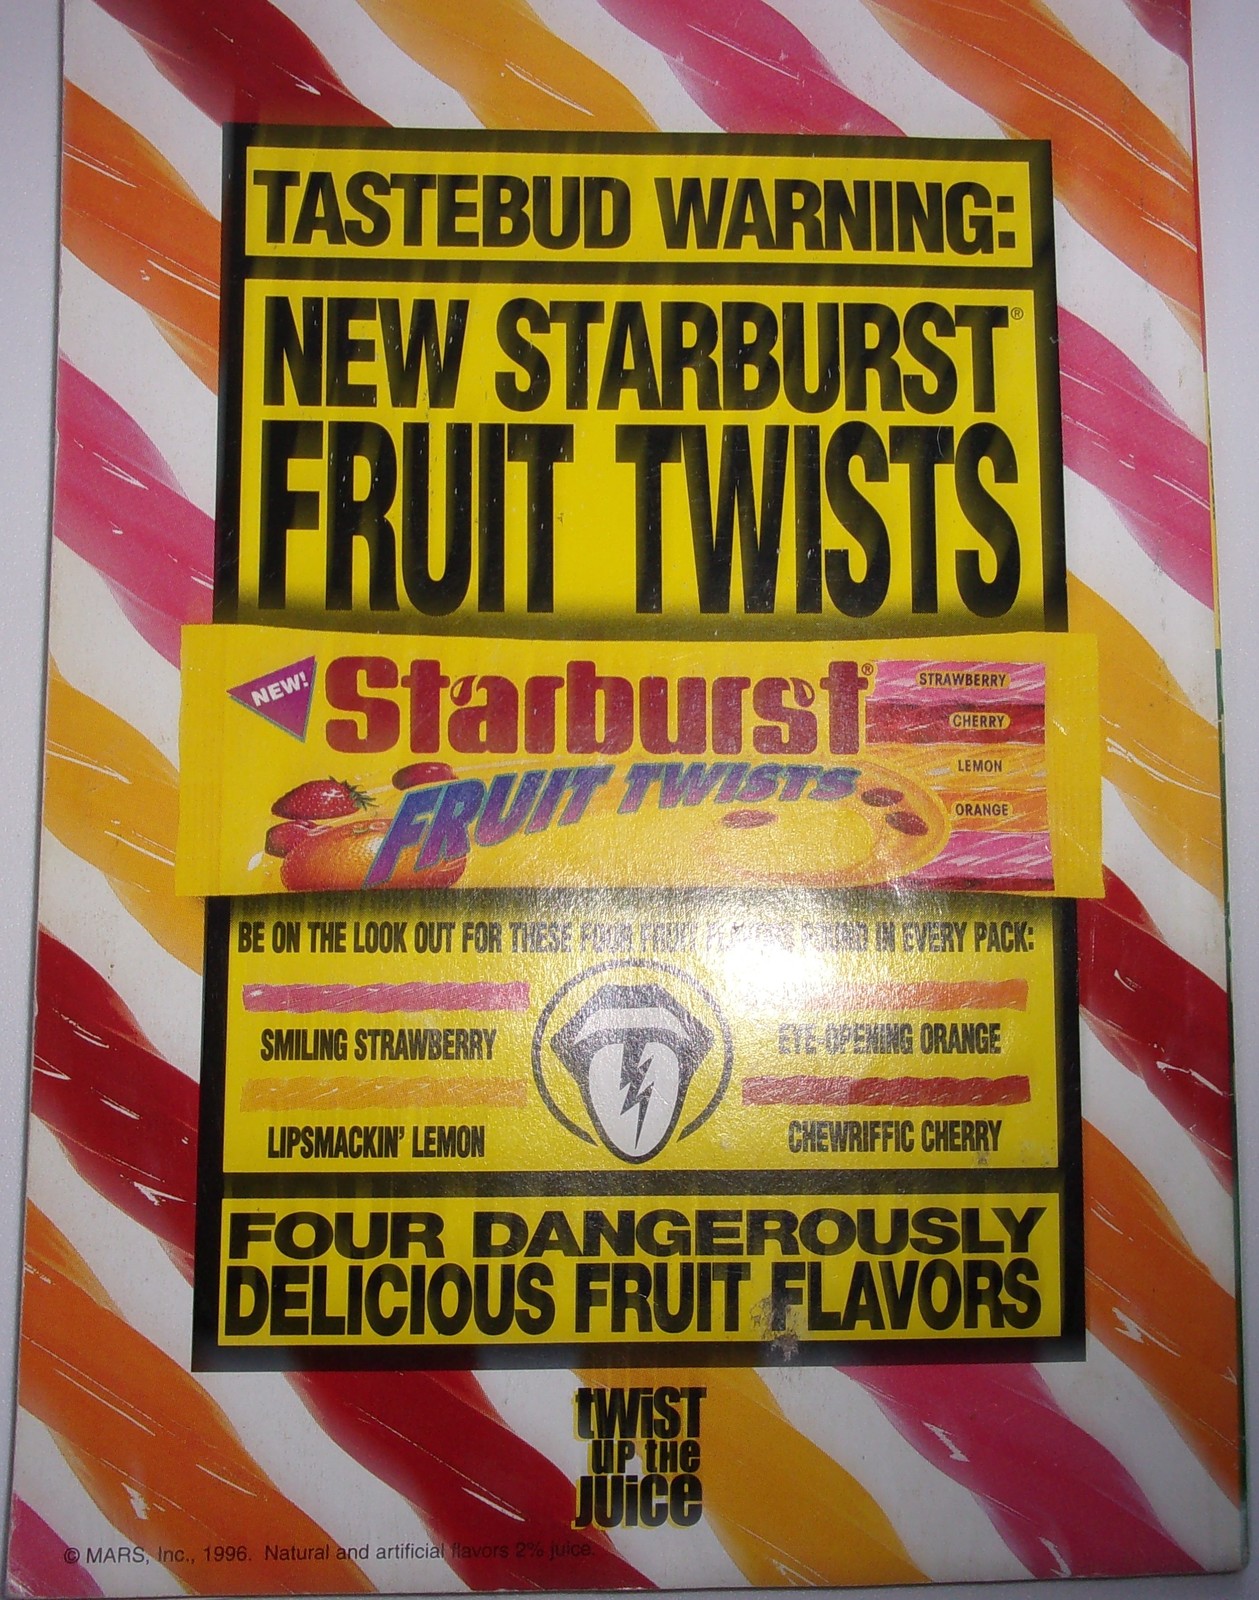 TASTEBUD WARNING:
NEW STARBURST®
FRUIT TWISTS
NEW!
Starburst®
FRUIT TWISTS
STRAWBERRY
CHERRY
LEMON
ORANGE
BE ON THE LOOK OUT FOR THESE FOUR FRUIT FLAVORS FOUND IN EVERY PACK:
SMILING STRAWBERRY
EYE-OPENING ORANGE
LIPSMACKIN' LEMON
CHEWRIFFIC CHERRY
FOUR DANGEROUSLY
DELICIOUS FRUIT FLAVORS
tWiST
uP tHe
JUiCe
© MARS, Inc., 1996. Natural and artificial flavors 2% juice.